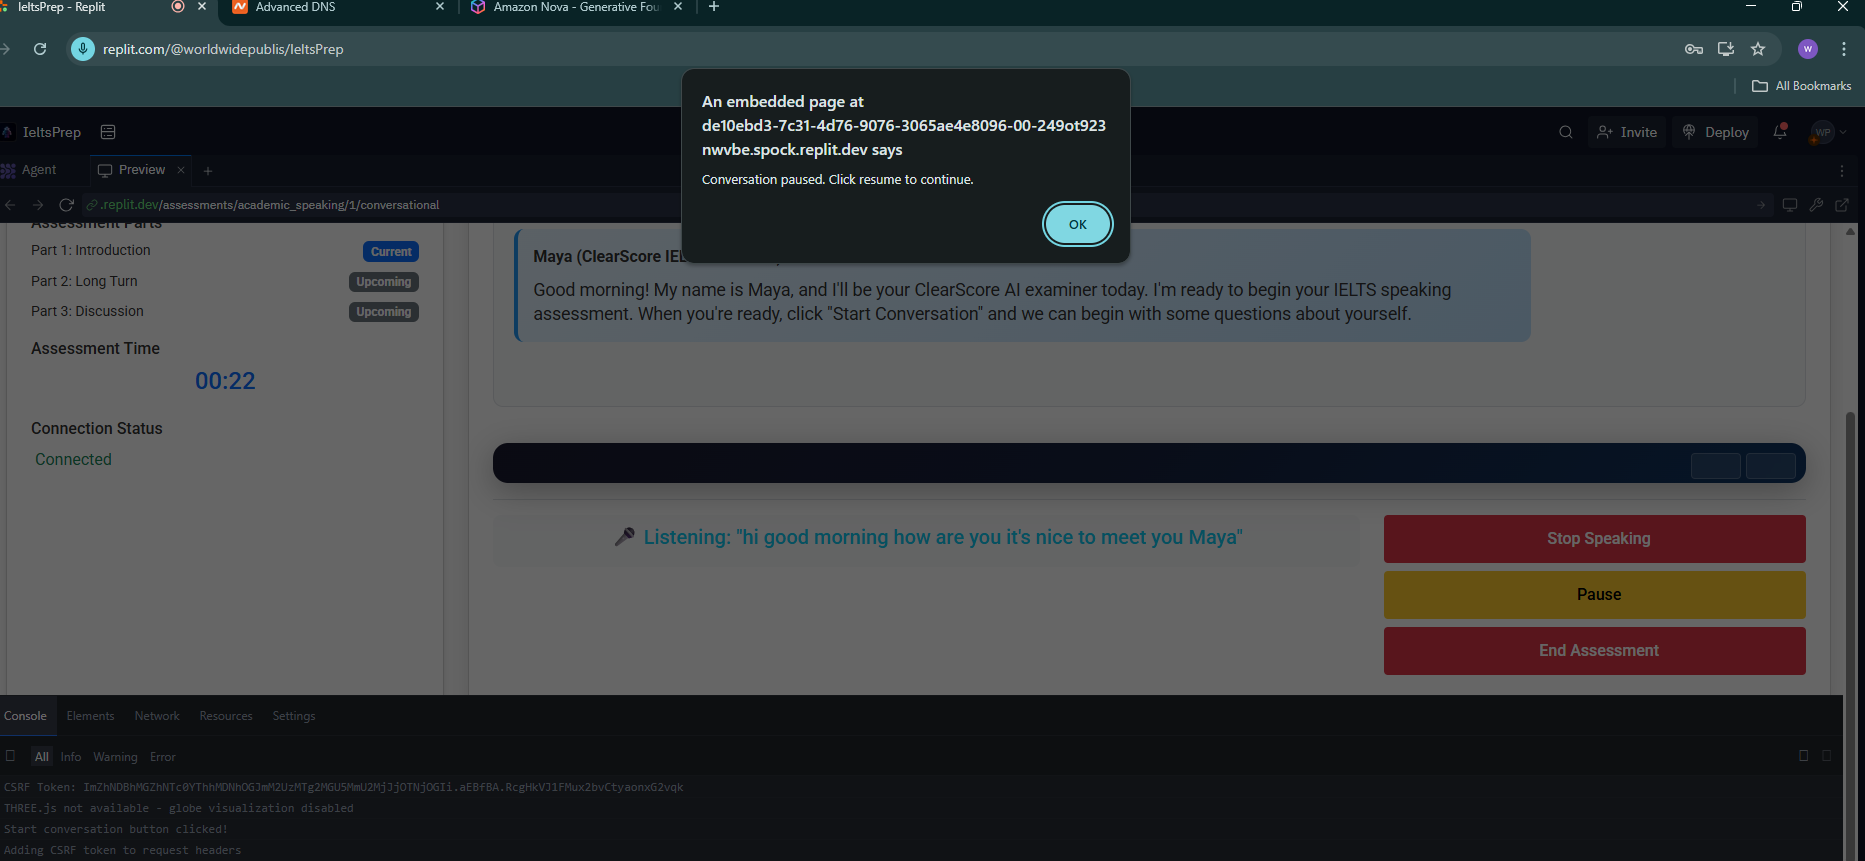 IeltsPrep - Replit
Advanced DNS
Amazon Nova - Generative Fou
replit.com/@worldwidepublis/IeltsPrep
W
All Bookmarks
An embedded page at
de10ebd3-7c31-4d76-9076-3065ae4e8096-00-249ot923
nwvbe.spock.replit.dev says
Conversation paused. Click resume to continue.
OK
IeltsPrep
Invite
Deploy
WP
Agent
Preview
.replit.dev/assessments/academic_speaking/1/conversational
Assessment Parts
Part 1: Introduction
Current
Part 2: Long Turn
Upcoming
Part 3: Discussion
Upcoming
Assessment Time
00:22
Connection Status
Connected
Maya (ClearScore
Good morning! My name is Maya, and I'll be your ClearScore AI examiner today. I'm ready to begin your IELTS speaking
assessment. When you're ready, click "Start Conversation" and we can begin with some questions about yourself.
Listening: "hi good morning how are you it's nice to meet you Maya"
Stop Speaking
Pause
End Assessment
Console
Elements
Network
Resources
Settings
All
Info
Warning
Error
CSRF Token:
THREE.js not available - globe visualization disabled
Start conversation button clicked!
Adding CSRF token to request headers